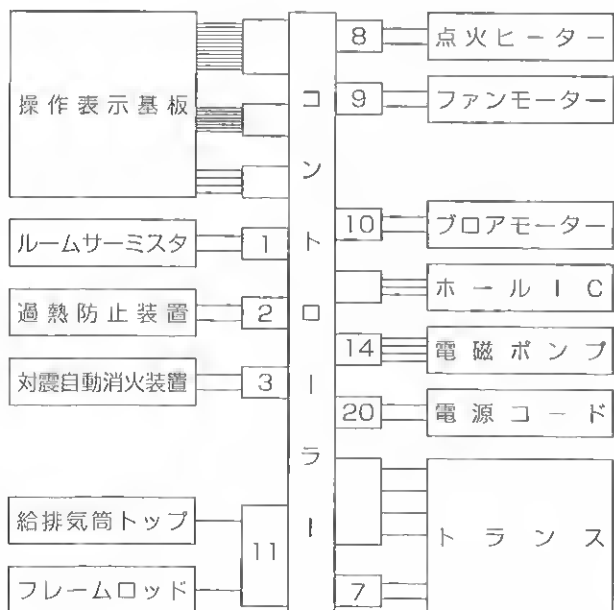 操作表示基板
ルームサーミスタ
1
過熱防止装置
2
対震自動消火装置
3
給排気筒トップ
フレームロッド
11
コントローラー
8
点火ヒーター
9
ファンモーター
10
ブロアモーター
ホールIC
14
電磁ポンプ
20
電源コード
トランス
7